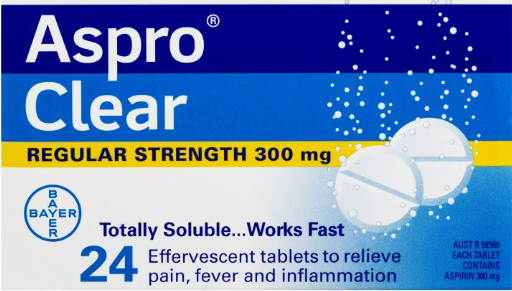 Aspro®
Clear
REGULAR STRENGTH 300 mg
BAYER
BAYER
Totally Soluble...Works Fast
24 Effervescent tablets to relieve
pain, fever and inflammation
AUST R 58566
EACH TABLET
CONTAINS
ASPIRIN 300 mg